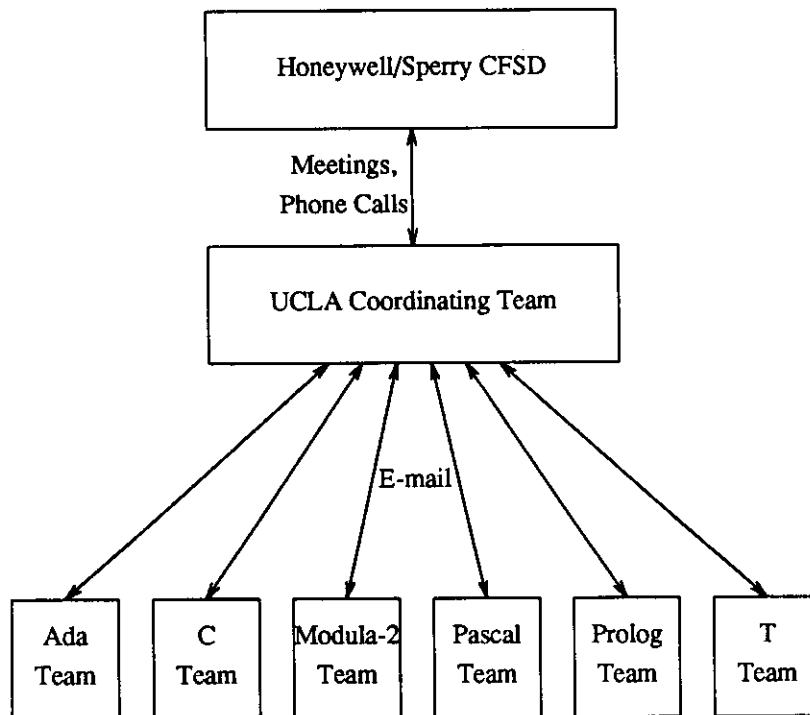 Honeywell/Sperry CFSD
Meetings,
Phone Calls
UCLA Coordinating Team
E-mail
Ada
Team
C
Team
Modula-2
Team
Pascal
Team
Prolog
Team
T
Team